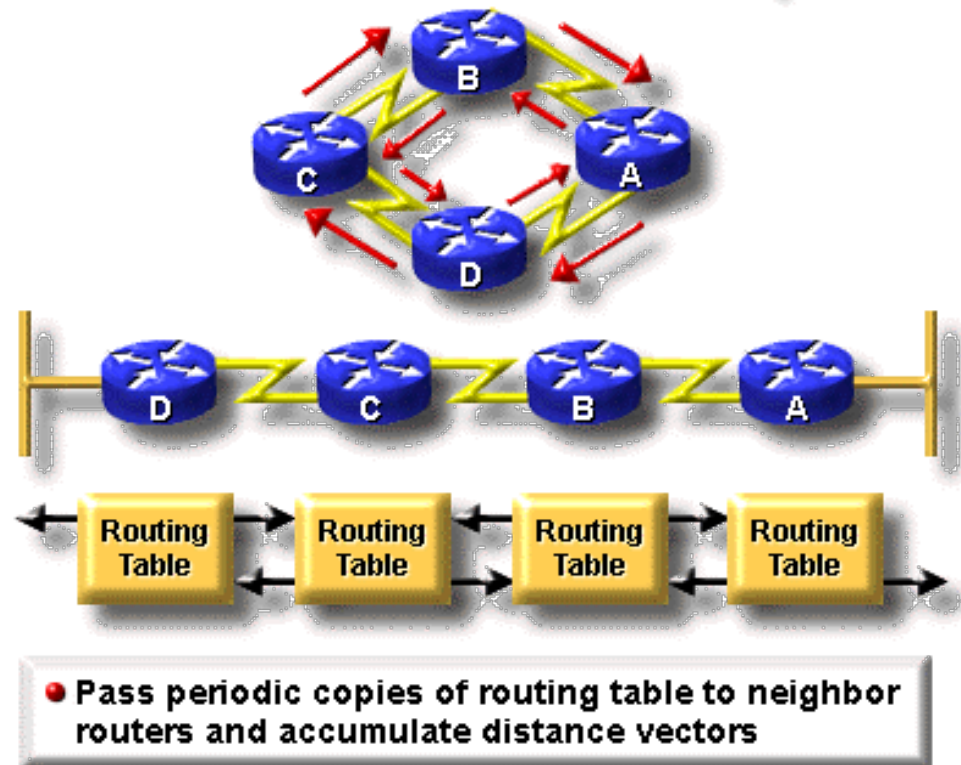 B
C
A
D
D
C
B
A
Routing
Table
Routing
Table
Routing
Table
Routing
Table
Pass periodic copies of routing table to neighbor
routers and accumulate distance vectors